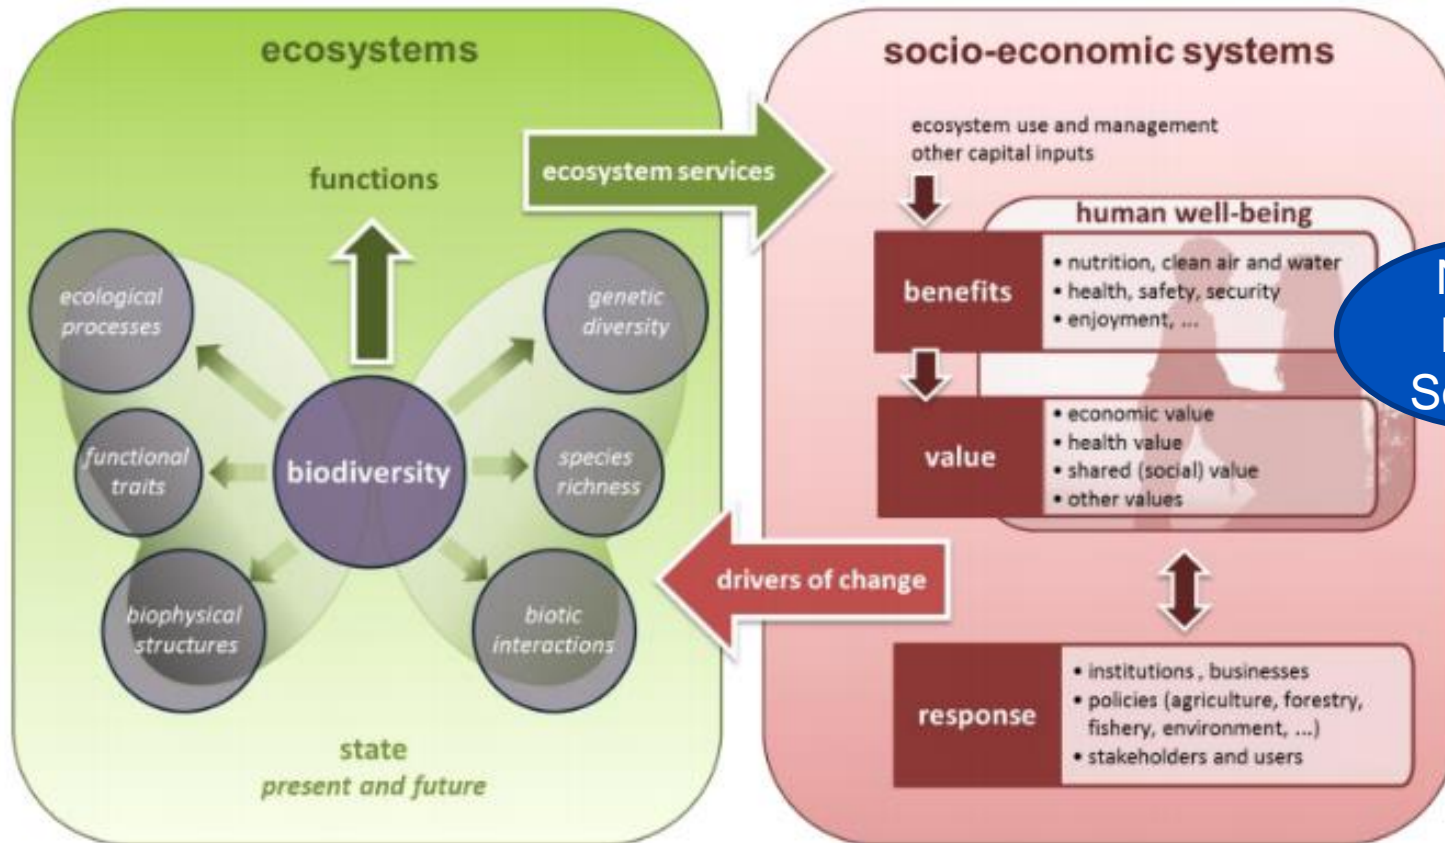 ecosystems
functions
ecosystem services
ecological
processes
genetic
diversity
functional
traits
biodiversity
species
richness
biophysical
structures
biotic
interactions
state
present and future
drivers of change
socio-economic systems
ecosystem use and management
other capital inputs
human well-being
benefits
• nutrition, clean air and water
• health, safety, security
• enjoyment, ...
value
• economic value
• health value
• shared (social) value
• other values
response
• institutions , businesses
• policies (agriculture, forestry,
fishery, environment, ...)
• stakeholders and users